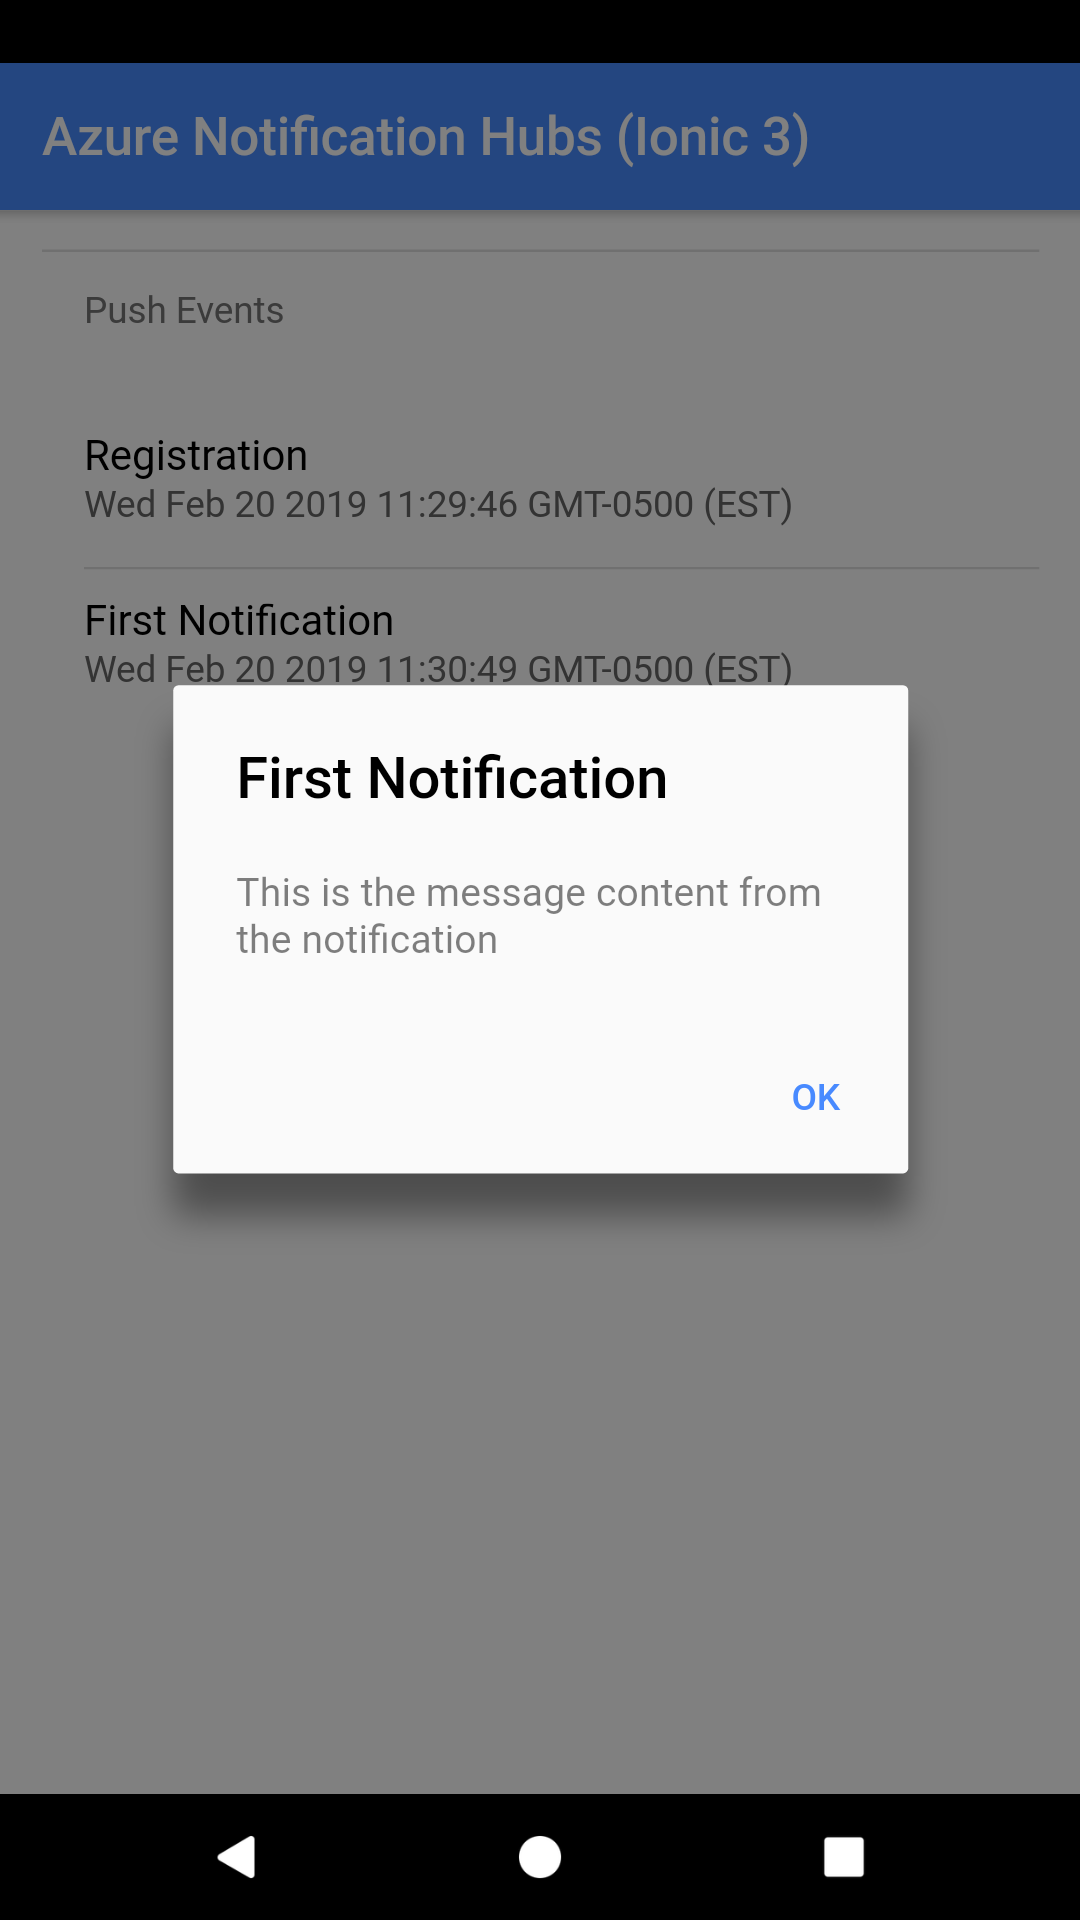 Azure Notification Hubs (Ionic 3)
Push Events
Registration
Wed Feb 20 2019 11:29:46 GMT-0500 (EST)
First Notification
Wed Feb 20 2019 11:30:49 GMT-0500 (EST)
First Notification
This is the message content from
the notification
OK